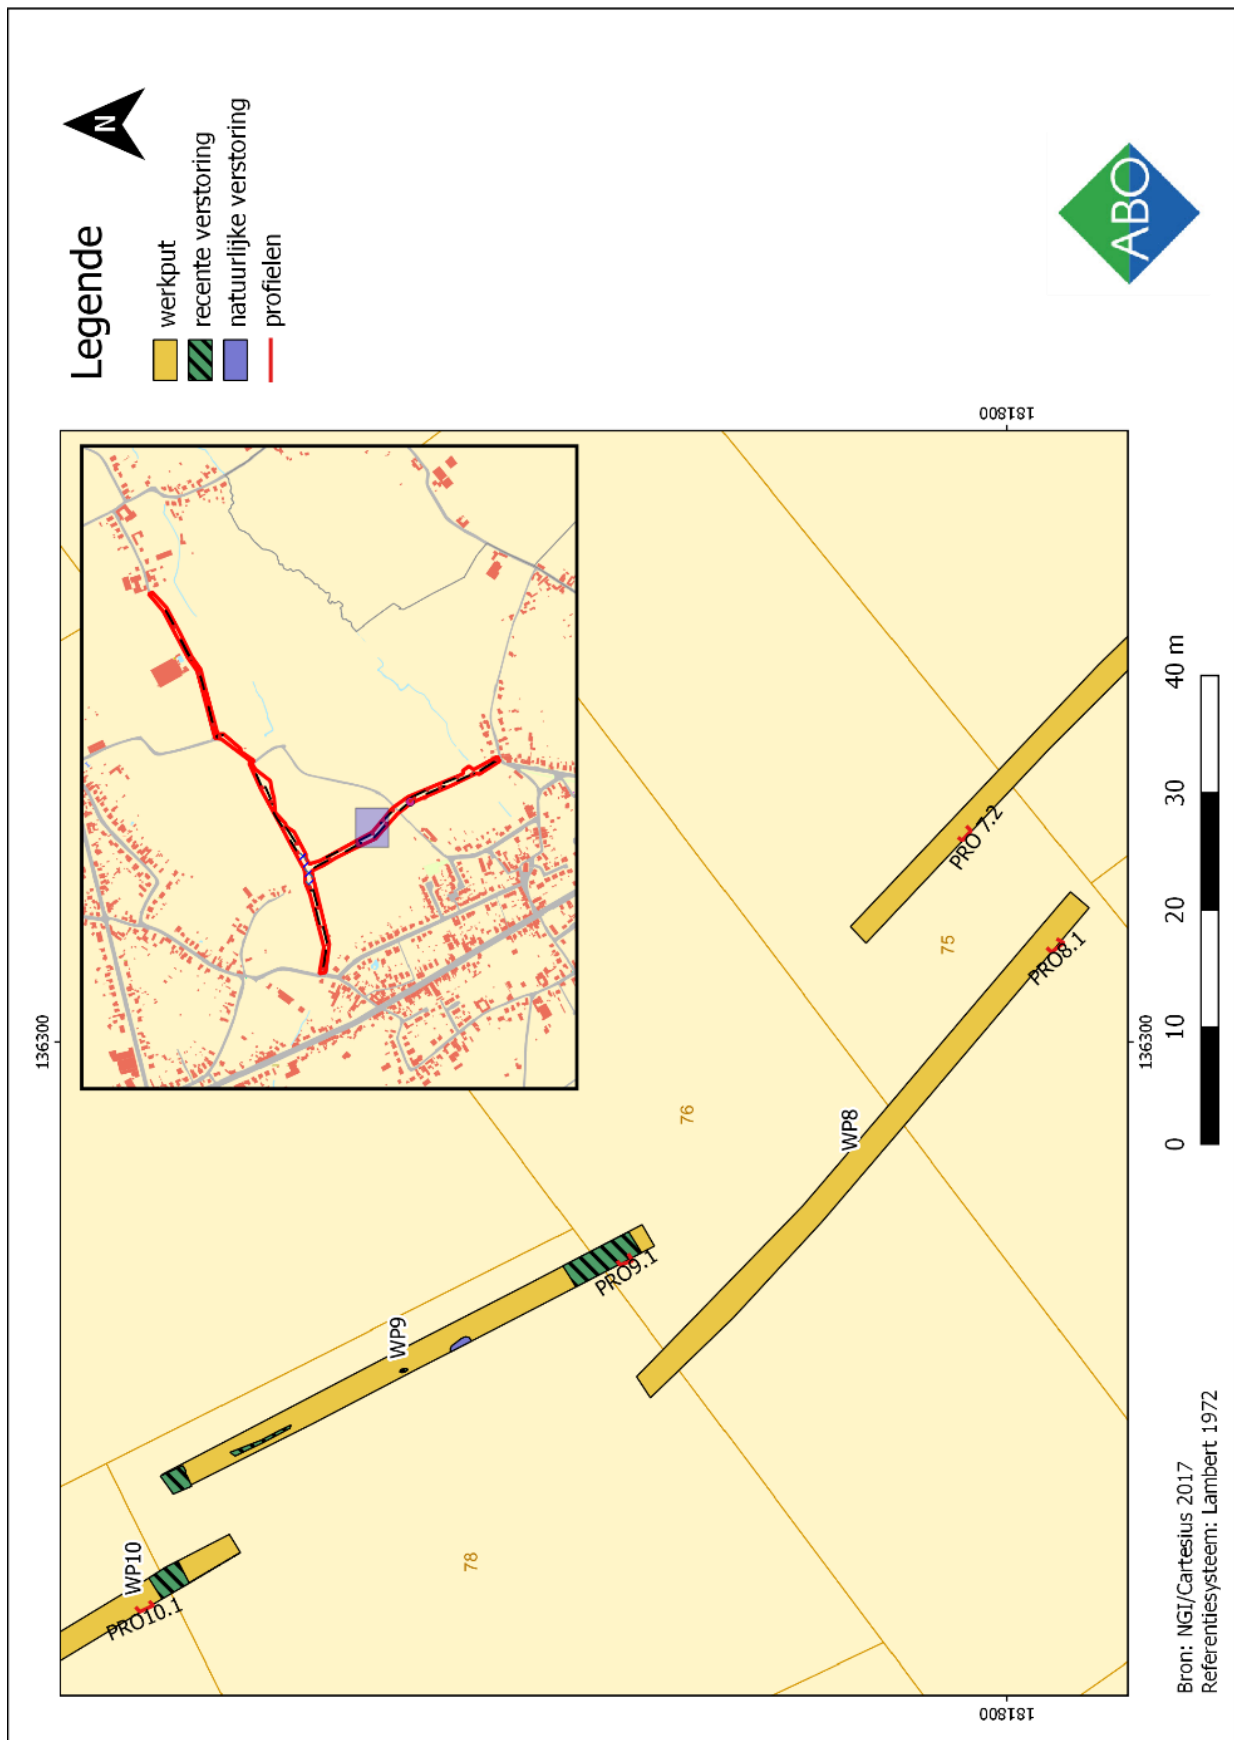 Legende
N
werkput
recente verstoring
natuurlijke verstoring
profielen
ABO
136300
181800
PRO10.1
WP10
WP9
PRO9.1
78
76
WP8
75
PRO 7.2
PRO8.1
181800
136300
0 10 20 30 40 m
Bron: NGI/Cartesius 2017
Referentiesysteem: Lambert 1972